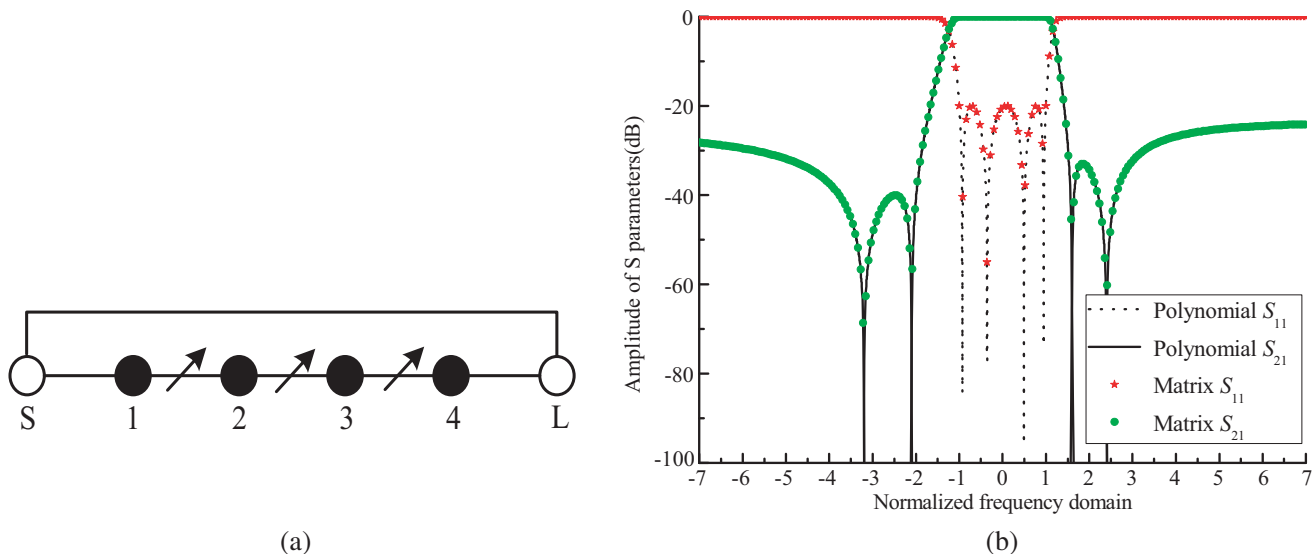 S 1 2 3 4 L
(a)
Amplitude of S parameters(dB)
0
-20
-40
-60
-80
-100
-7 -6 -5 -4 -3 -2 -1 0 1 2 3 4 5 6 7
Normalized frequency domain
Polynomial S11
Polynomial S21
Matrix S11
Matrix S21
(b)